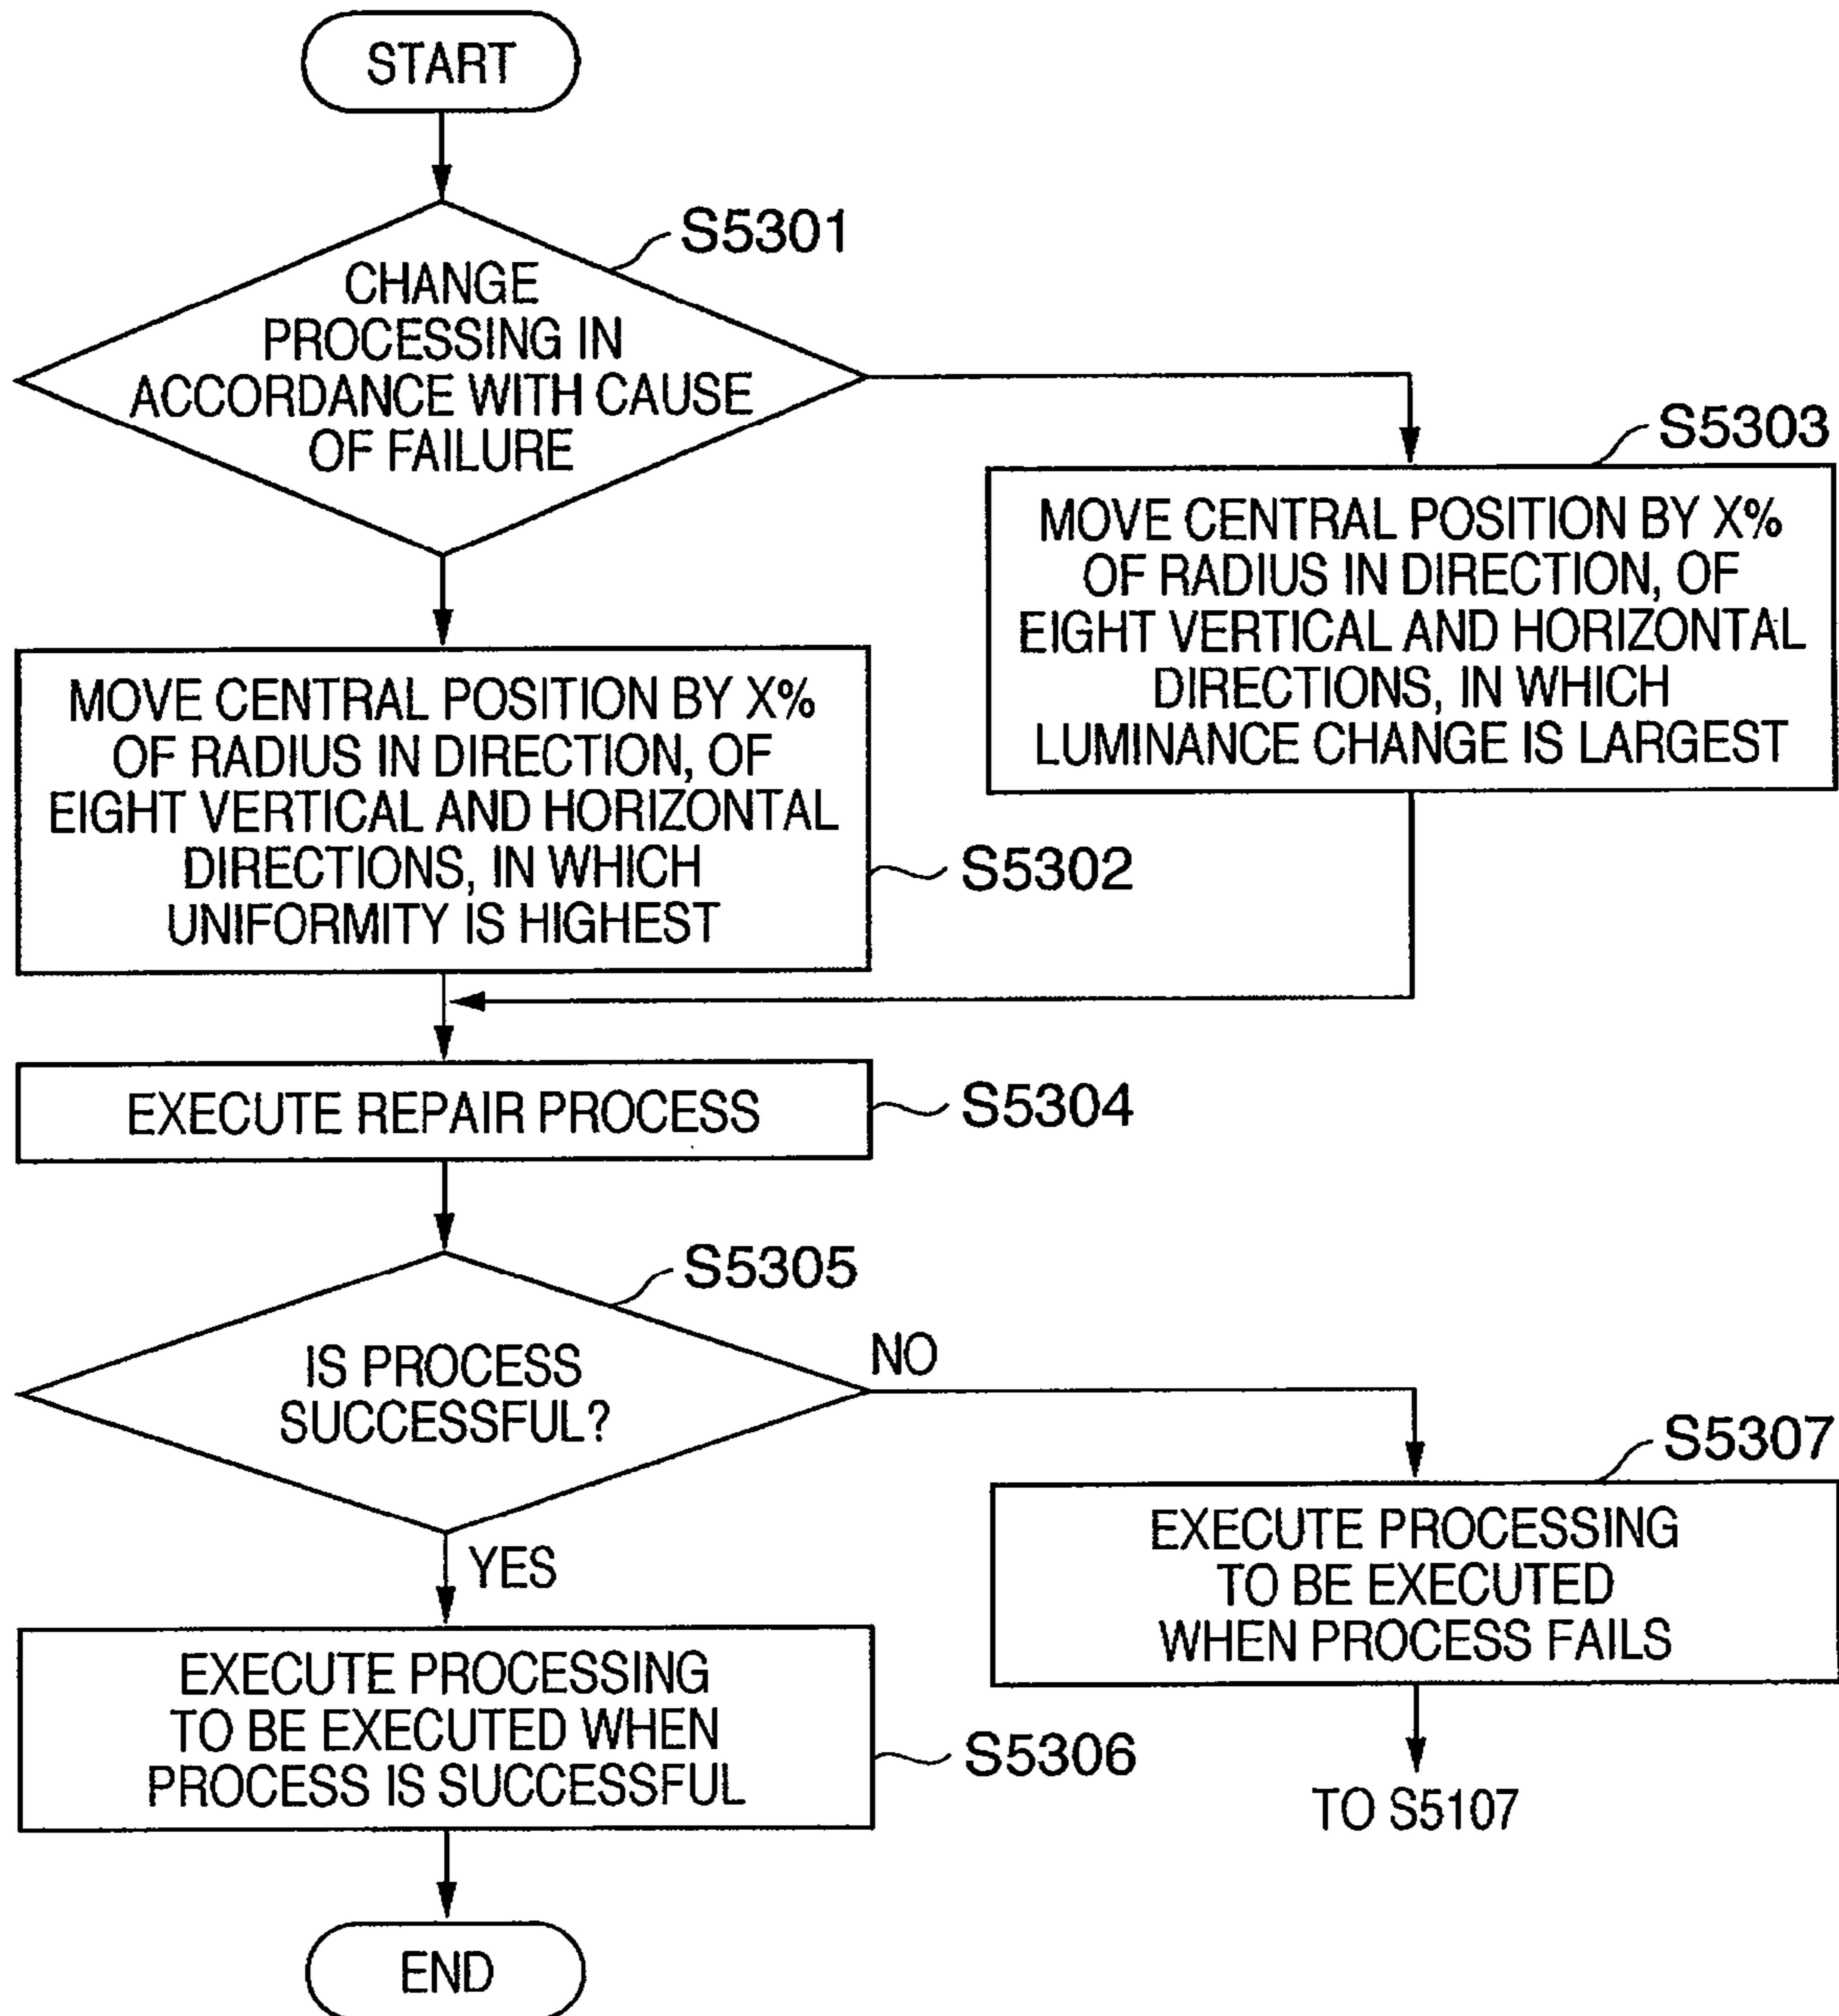 START
S5301
CHANGE
PROCESSING IN
ACCORDANCE WITH CAUSE
OF FAILURE
S5303
MOVE CENTRAL POSITION BY X%
OF RADIUS IN DIRECTION, OF
EIGHT VERTICAL AND HORIZONTAL
DIRECTIONS, IN WHICH
LUMINANCE CHANGE IS LARGEST
MOVE CENTRAL POSITION BY X%
OF RADIUS IN DIRECTION, OF
EIGHT VERTICAL AND HORIZONTAL
DIRECTIONS, IN WHICH
UNIFORMITY IS HIGHEST
S5302
EXECUTE REPAIR PROCESS
S5304
S5305
IS PROCESS
SUCCESSFUL?
NO
YES
S5307
EXECUTE PROCESSING
TO BE EXECUTED
WHEN PROCESS FAILS
EXECUTE PROCESSING
TO BE EXECUTED WHEN
PROCESS IS SUCCESSFUL
S5306
TO S5107
END